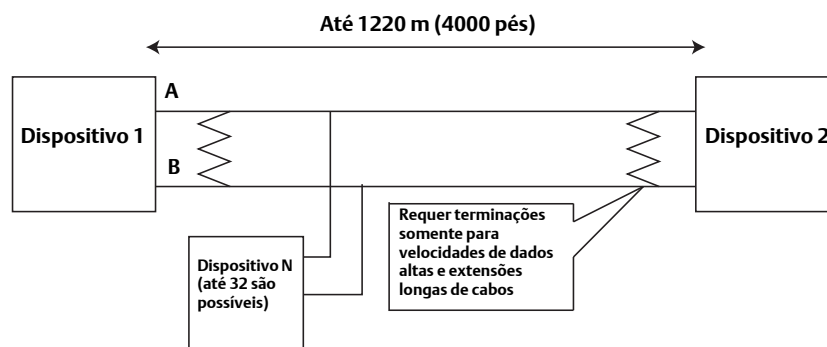 Até 1220 m (4000 pés)
A
Dispositivo 1
B
Dispositivo 2
Dispositivo N
(até 32 são
possíveis)
Requer terminações
somente para
velocidades de dados
altas e extensões
longas de cabos